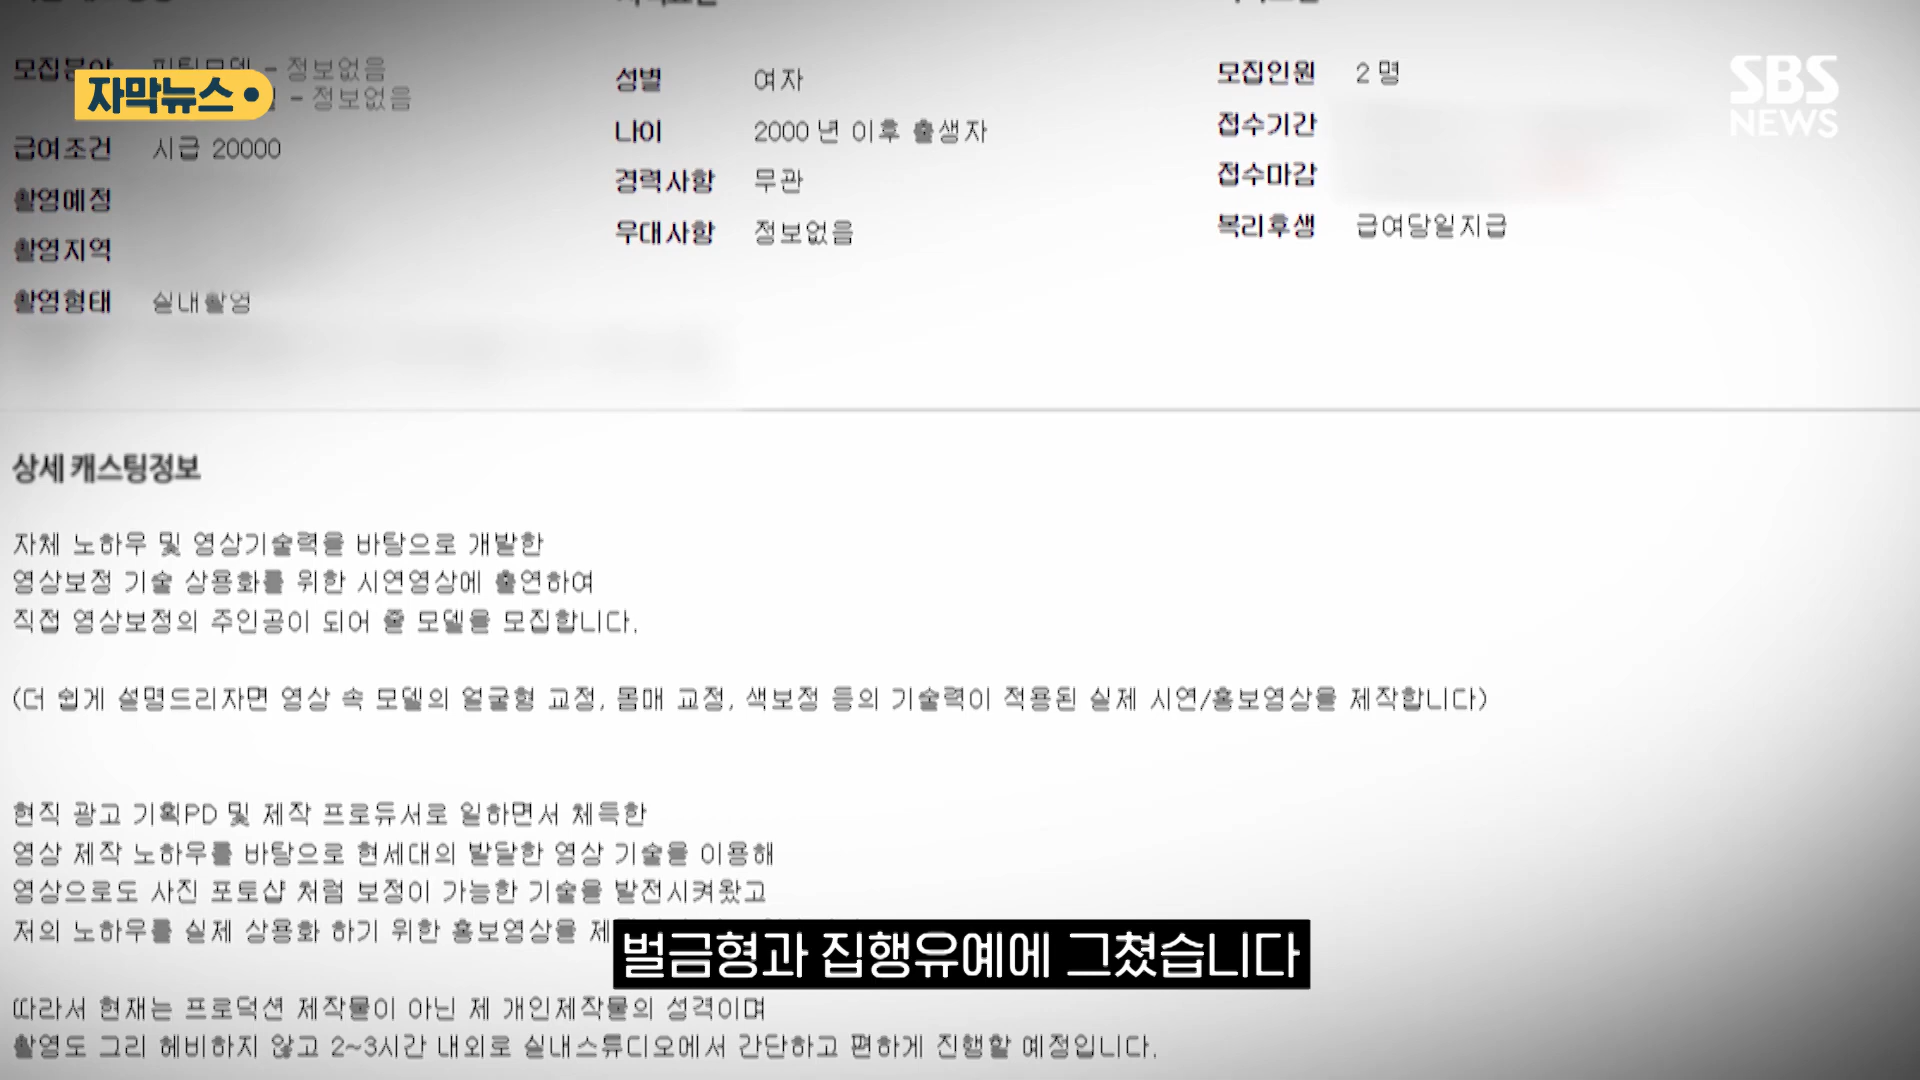 자막뉴스
SBS
NEWS
모집분야 피팅모델 - 정보없음
- 정보없음
급여조건 시급 20000
촬영예정
촬영지역
촬영형태 실내촬영
성별 여자
나이 2000년 이후 출생자
경력사항 무관
우대사항 정보없음
모집인원 2명
접수기간
접수마감
복리후생 급여당일지급
상세 캐스팅정보
자체 노하우 및 영상기술력을 바탕으로 개발한
영상보정 기술 상용화를 위한 시연영상에 출연하여
직접 영상보정의 주인공이 되어 줄 모델을 모집합니다.
(더 쉽게 설명드리자면 영상 속 모델의 얼굴형 교정, 몸매 교정, 색보정 등의 기술력이 적용된 실제 시연/홍보영상을 제작합니다)
현직 광고 기획PD 및 제작 프로듀서로 일하면서 체득한
영상 제작 노하우를 바탕으로 현세대의 발달한 영상 기술을 이용해
영상으로도 사진 포토샵 처럼 보정이 가능한 기술을 발전시켜왔고
저의 노하우를 실제 상용화 하기 위한 홍보영상을
벌금형과 집행유예에 그쳤습니다
따라서 현재는 프로덕션 제작물이 아닌 제 개인제작물의 성격이며
촬영도 그리 헤비하지 않고 2~3시간 내외로 실내스튜디오에서 간단하고 편하게 진행할 예정입니다.